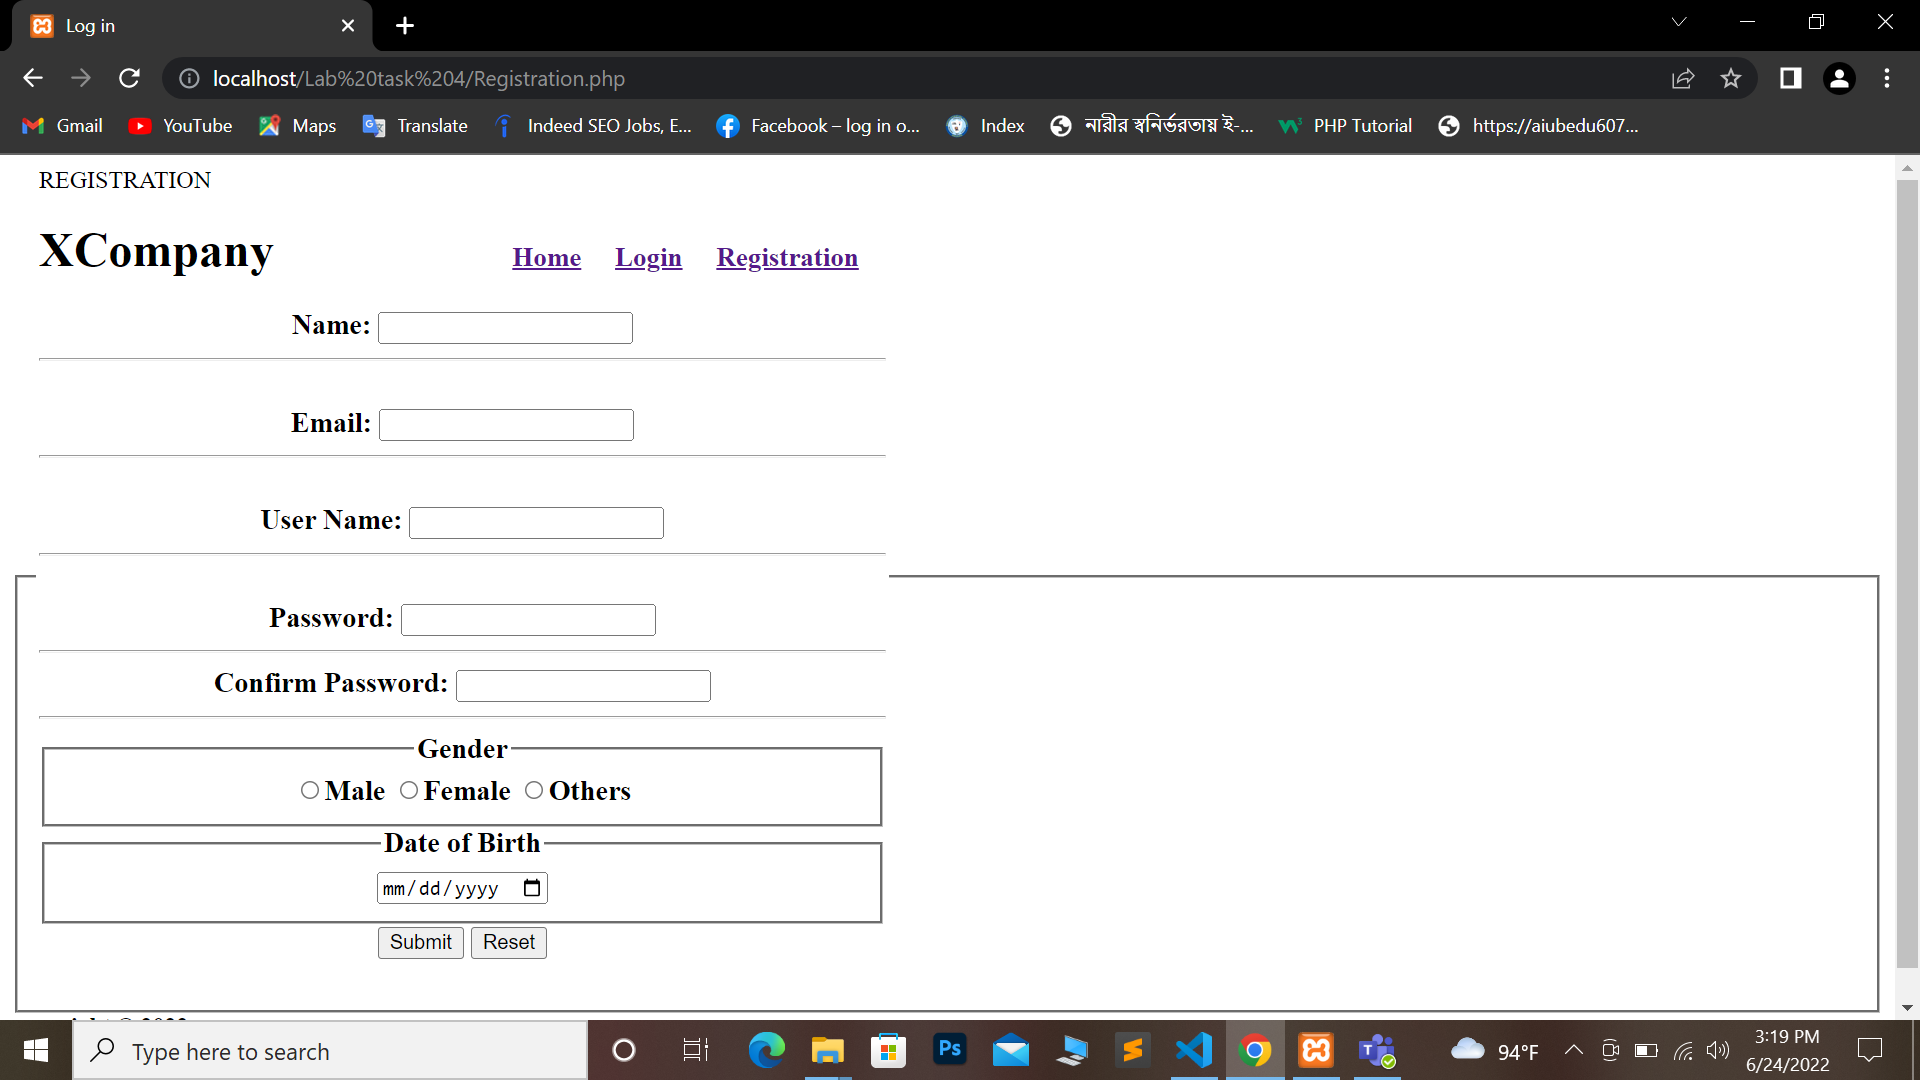 Log in
localhost/Lab%20task%204/Registration.php
Gmail YouTube Maps Translate Indeed SEO Jobs, E... Facebook – log in o... Index নারীর স্বনির্ভরতায় ই-... PHP Tutorial https://aiubedu607...
REGISTRATION
XCompany Home Login Registration
Name:
Email:
User Name:
Password:
Confirm Password:
Gender
Male Female Others
Date of Birth
mm/dd/yyyy
Submit Reset
Type here to search
Ps
T
94°F
3:19 PM
6/24/2022